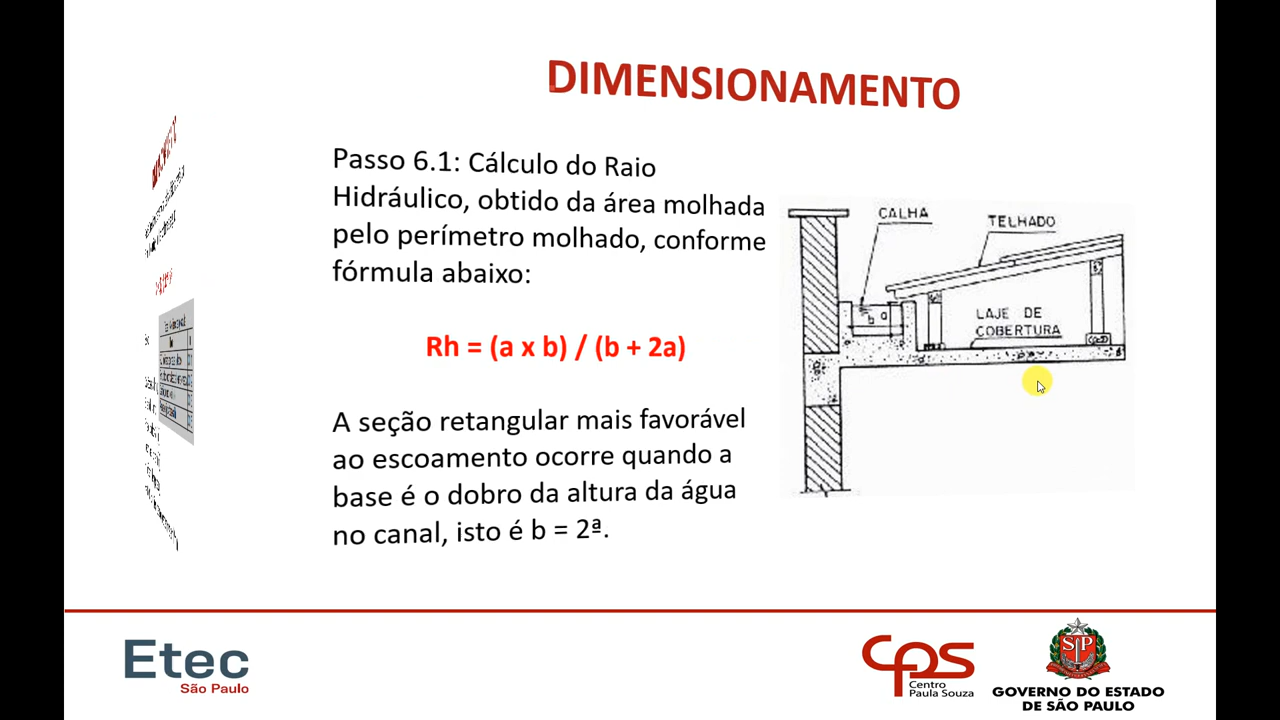 DIMENSIONAMENTO
Passo 6.1: Cálculo do Raio
Hidráulico, obtido da área molhada
pelo perímetro molhado, conforme
fórmula abaixo:
Rh = (a x b) / (b + 2a)
A seção retangular mais favorável
ao escoamento ocorre quando a
base é o dobro da altura da água
no canal, isto é b = 2ª.
CALHA
TELHADO
b a
LAJE DE
COBERTURA
Etec
São Paulo
CPS
Centro
Paula Souza
SP
GOVERNO DO ESTADO
DE SÃO PAULO